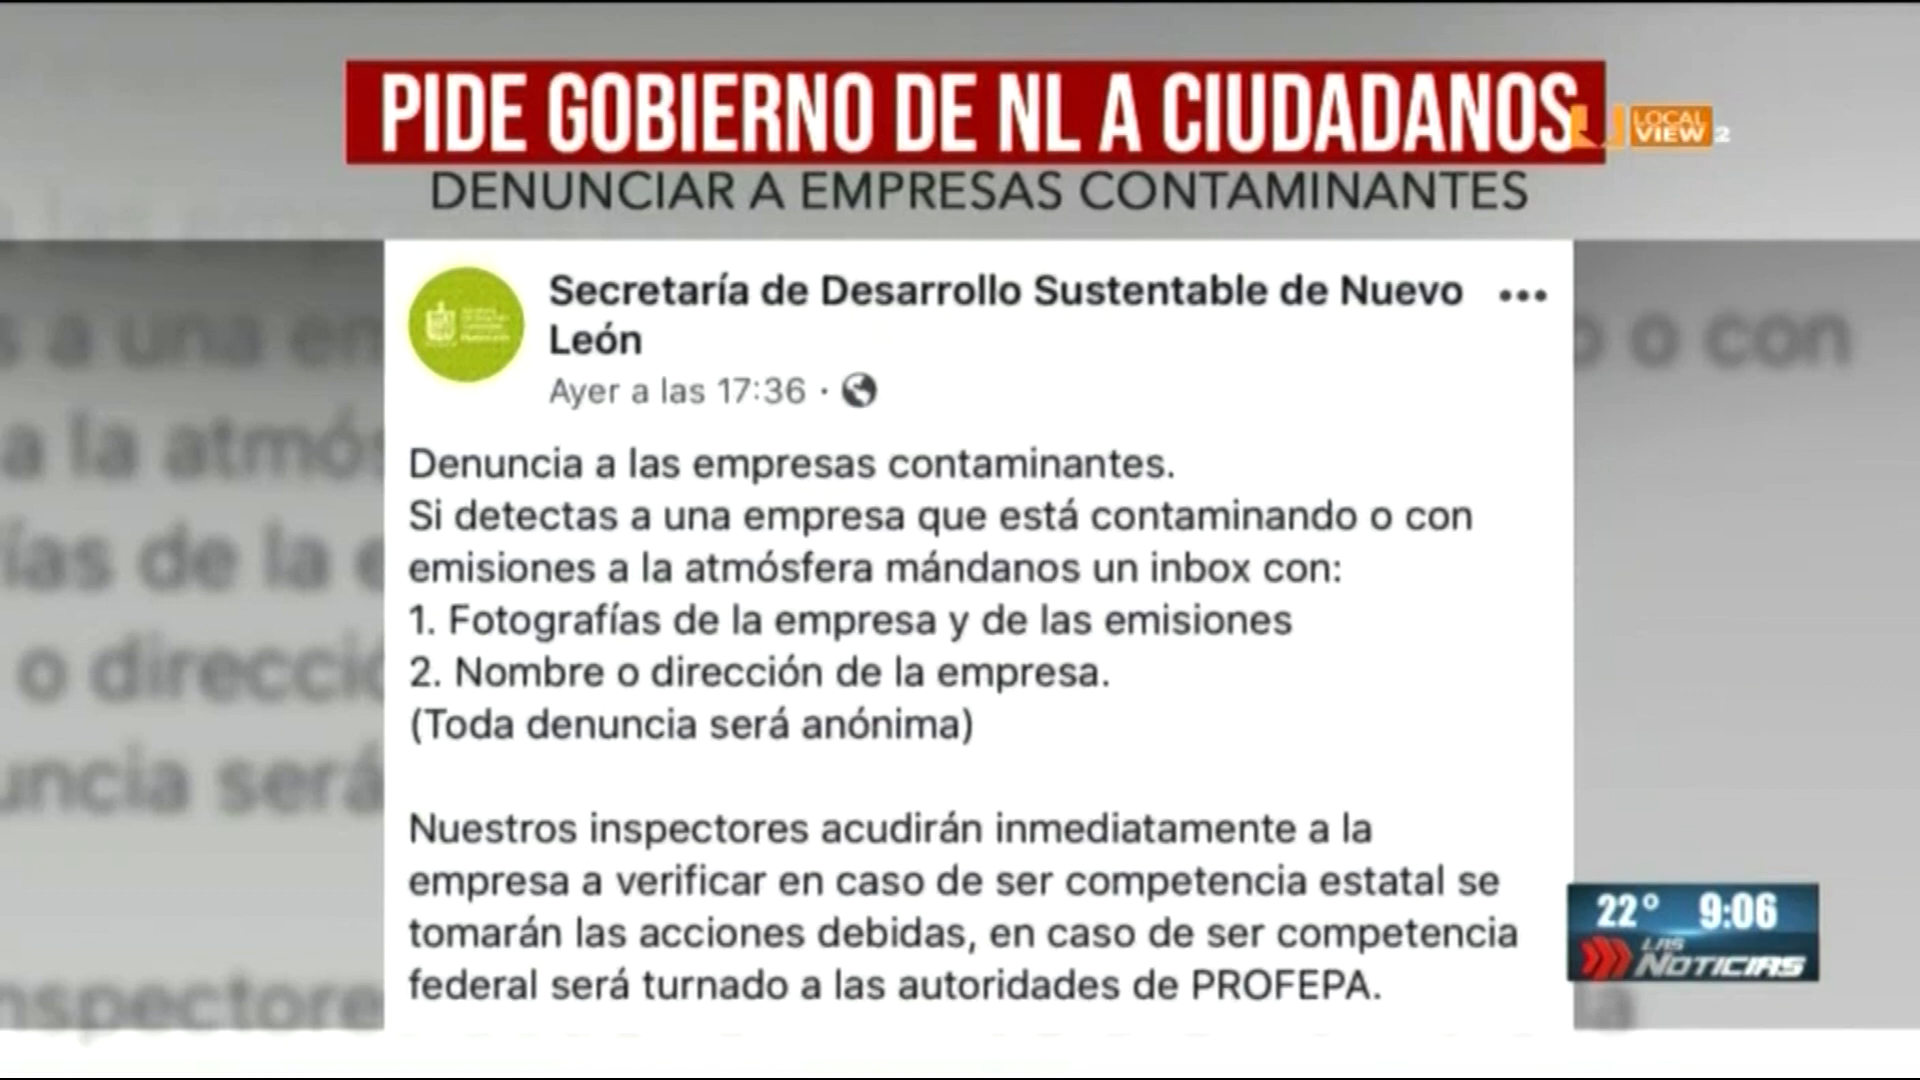 PIDE GOBIERNO DE NL A CIUDADANOS
LOCAL
VIEW 2
DENUNCIAR A EMPRESAS CONTAMINANTES
Secretaría de Desarrollo Sustentable de Nuevo
León
Ayer a las 17:36 ·
Denuncia a las empresas contaminantes.
Si detectas a una empresa que está contaminando o con
emisiones a la atmósfera mándanos un inbox con:
1. Fotografías de la empresa y de las emisiones
2. Nombre o dirección de la empresa.
(Toda denuncia será anónima)
Nuestros inspectores acudirán inmediatamente a la
empresa a verificar en caso de ser competencia estatal se
tomarán las acciones debidas, en caso de ser competencia
federal será turnado a las autoridades de PROFEPA.
22° 9:06
LAS
NOTICIAS